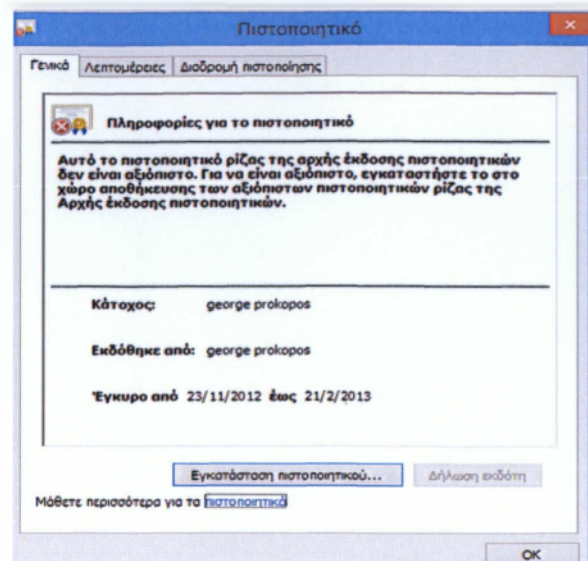 Πιστοποιητικό
Γενικά Λεπτομέρειες Διαδρομή πιστοποίησης
Πληροφορίες για το πιστοποιητικό
Αυτό το πιστοποιητικό ρίζας της αρχής έκδοσης πιστοποιητικών
δεν είναι αξιόπιστο. Για να είναι αξιόπιστο, εγκαταστήστε το στο
χώρο αποθήκευσης των αξιόπιστων πιστοποιητικών ρίζας της
Αρχής έκδοσης πιστοποιητικών.
Κάτοχος: george prokopos
Εκδόθηκε από: george prokopos
Έγκυρο από 23/11/2012 έως 21/2/2013
Εγκατάσταση πιστοποιητικού... Δήλωση εκδότη
Μάθετε περισσότερα για τα πιστοποιητικά
OK